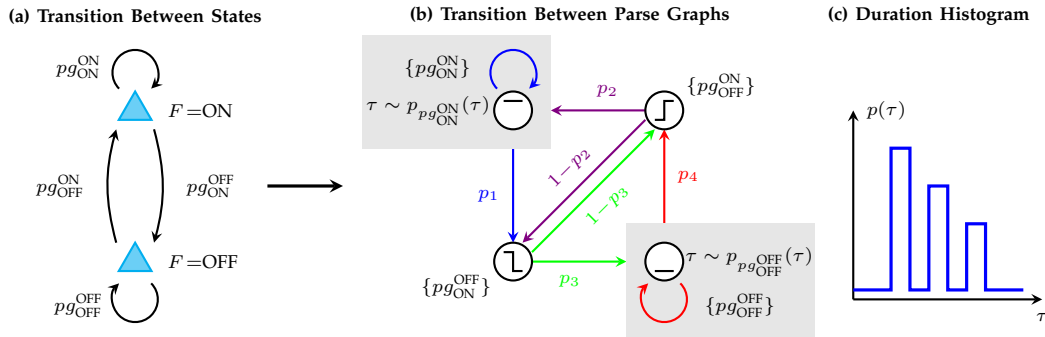 (a) Transition Between States
pg_ON^ON
F=ON
pg_OFF^ON
pg_ON^OFF
F=OFF
pg_OFF^OFF
(b) Transition Between Parse Graphs
{pg_ON^ON}
τ ∼ p_{pg_ON^ON}(τ)
p_2
{pg_OFF^ON}
1−p_2
1−p_3
p_1
p_4
{pg_ON^OFF}
p_3
τ ∼ p_{pg_OFF^OFF}(τ)
{pg_OFF^OFF}
(c) Duration Histogram
p(τ)
τ